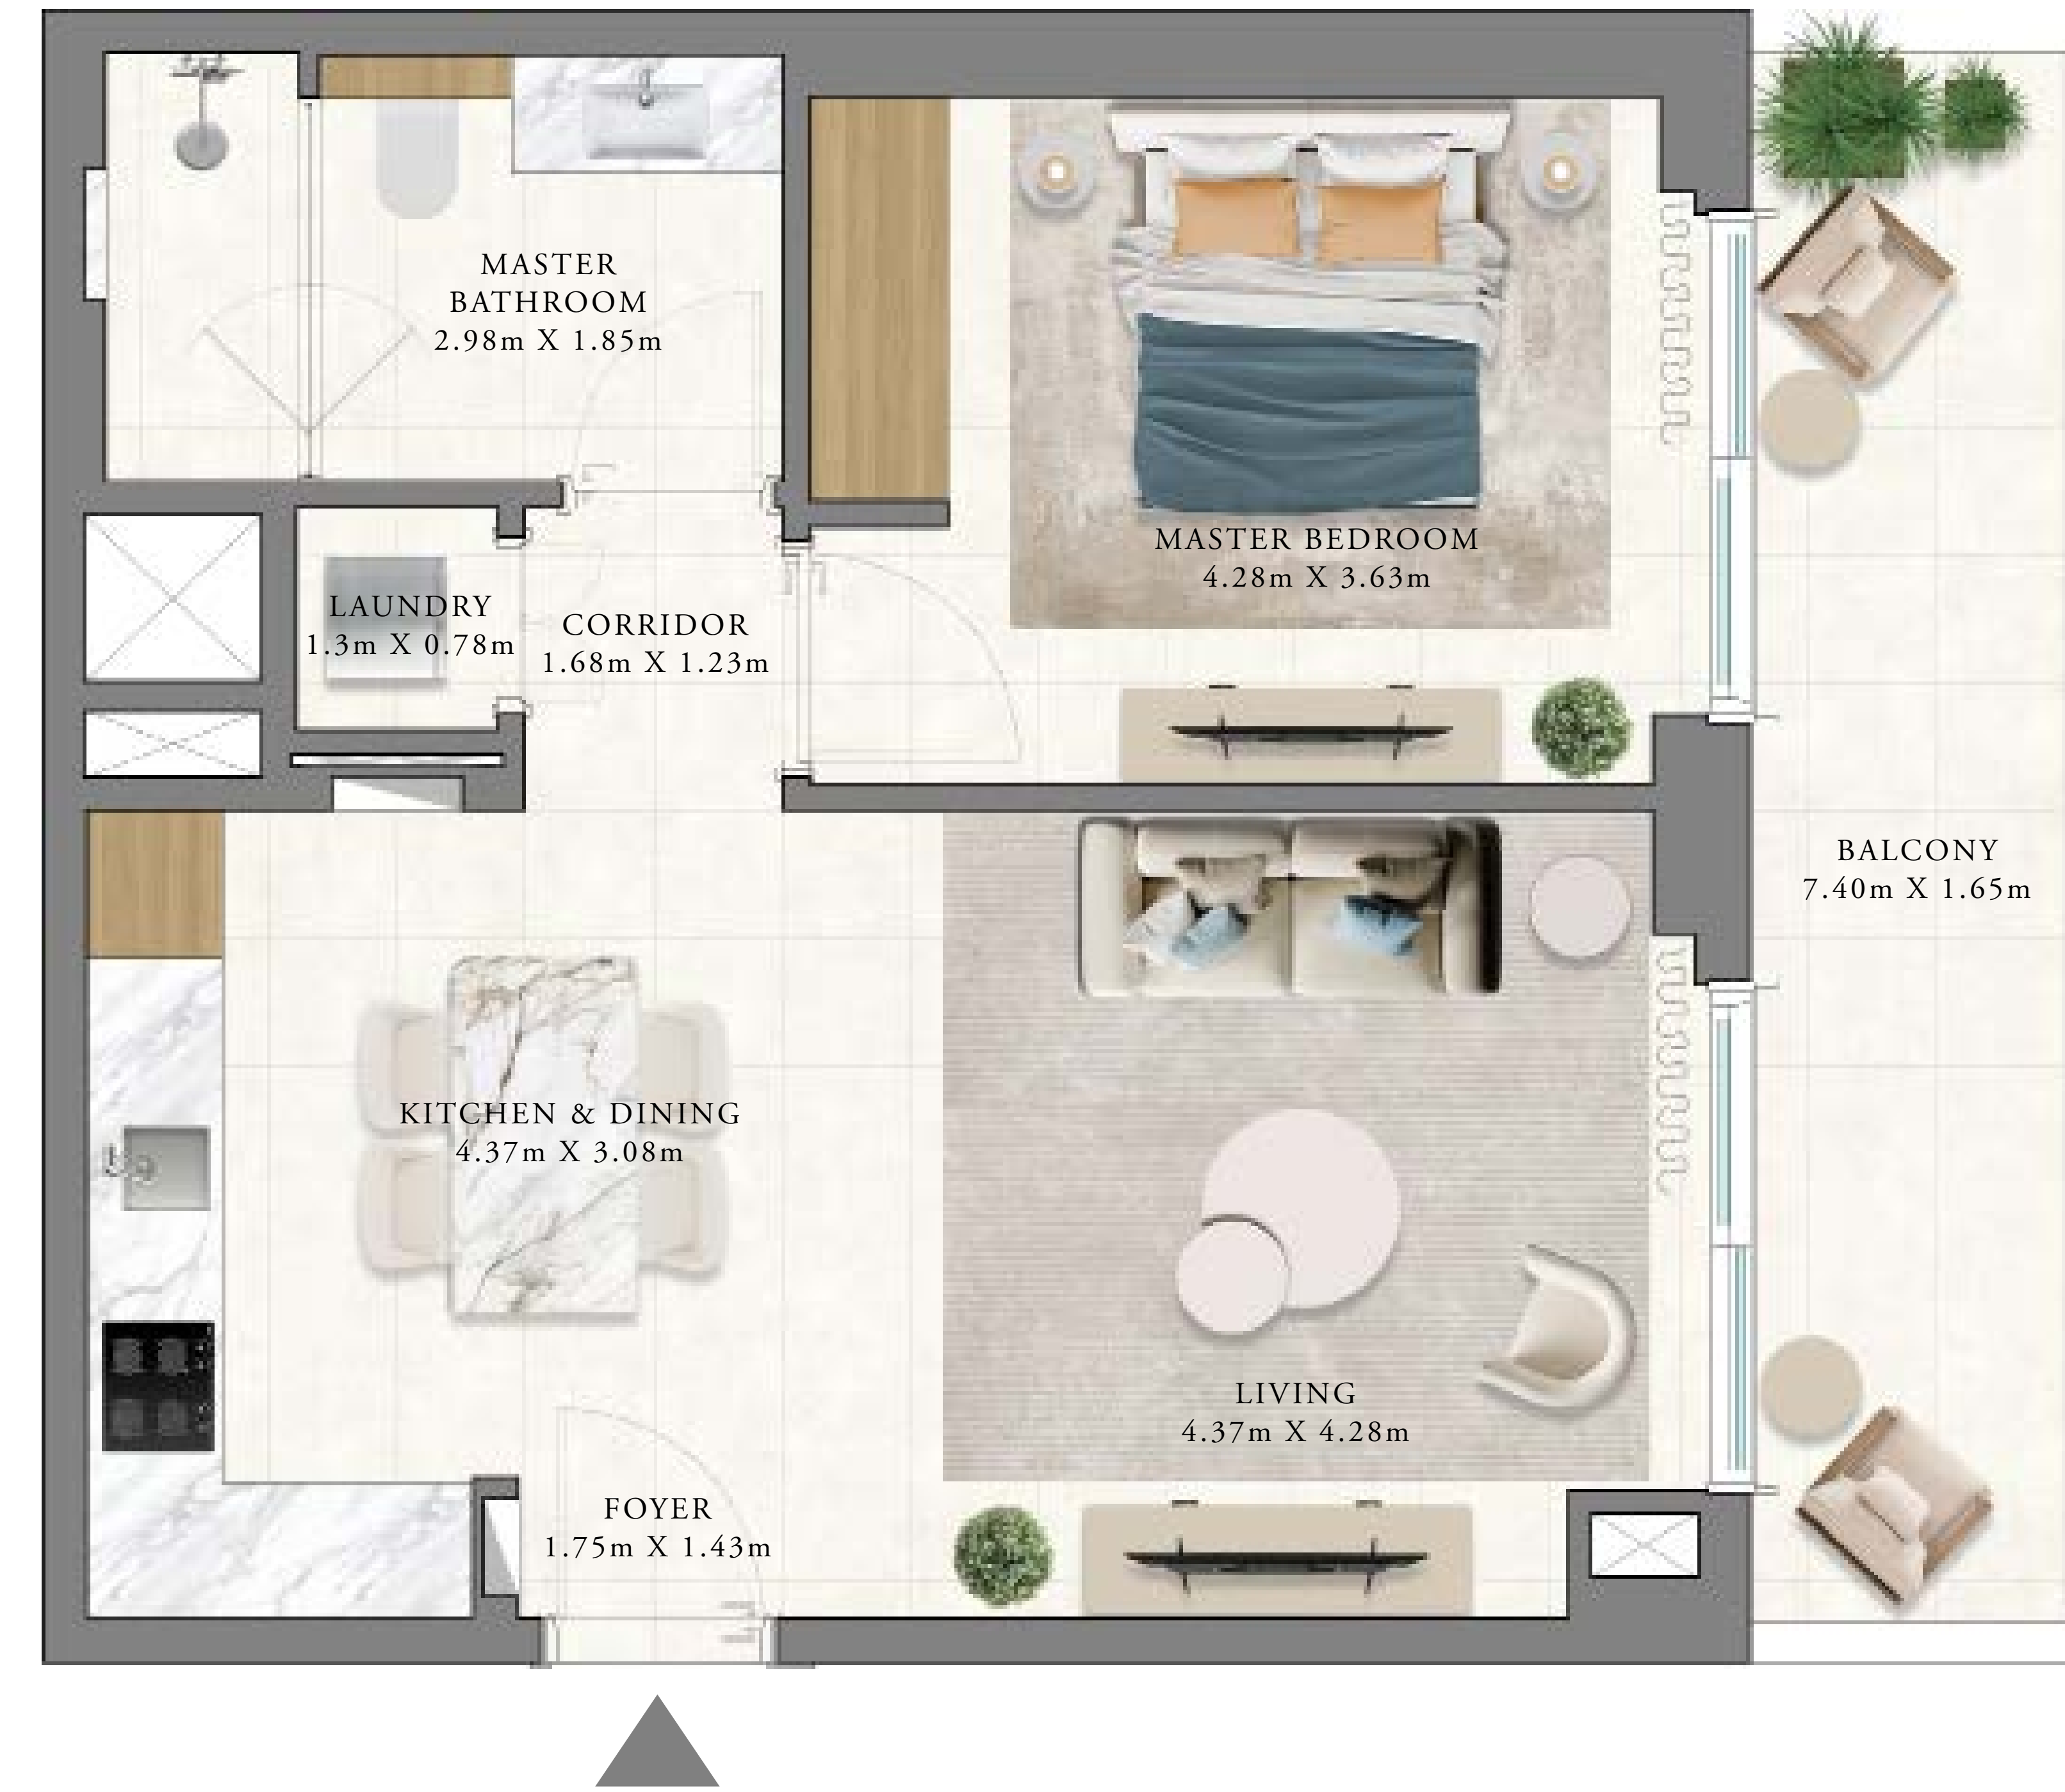 MASTER
BATHROOM
2.98m X 1.85m
MASTER BEDROOM
4.28m X 3.63m
LAUNDRY
1.3m X 0.78m
CORRIDOR
1.68m X 1.23m
BALCONY
7.40m X 1.65m
KITCHEN & DINING
4.37m X 3.08m
LIVING
4.37m X 4.28m
FOYER
1.75m X 1.43m